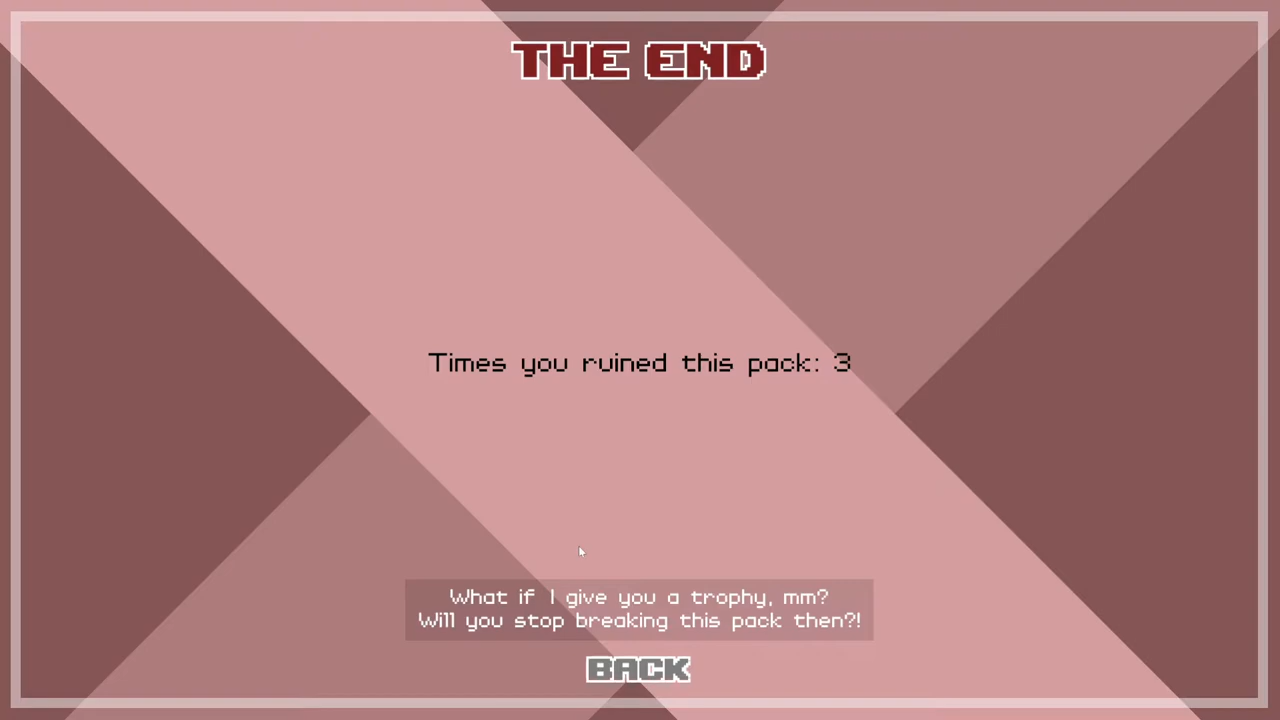 THE END
Times you ruined this pack: 3
What if I give you a trophy, mm?
Will you stop breaking this pack then?!
BACK